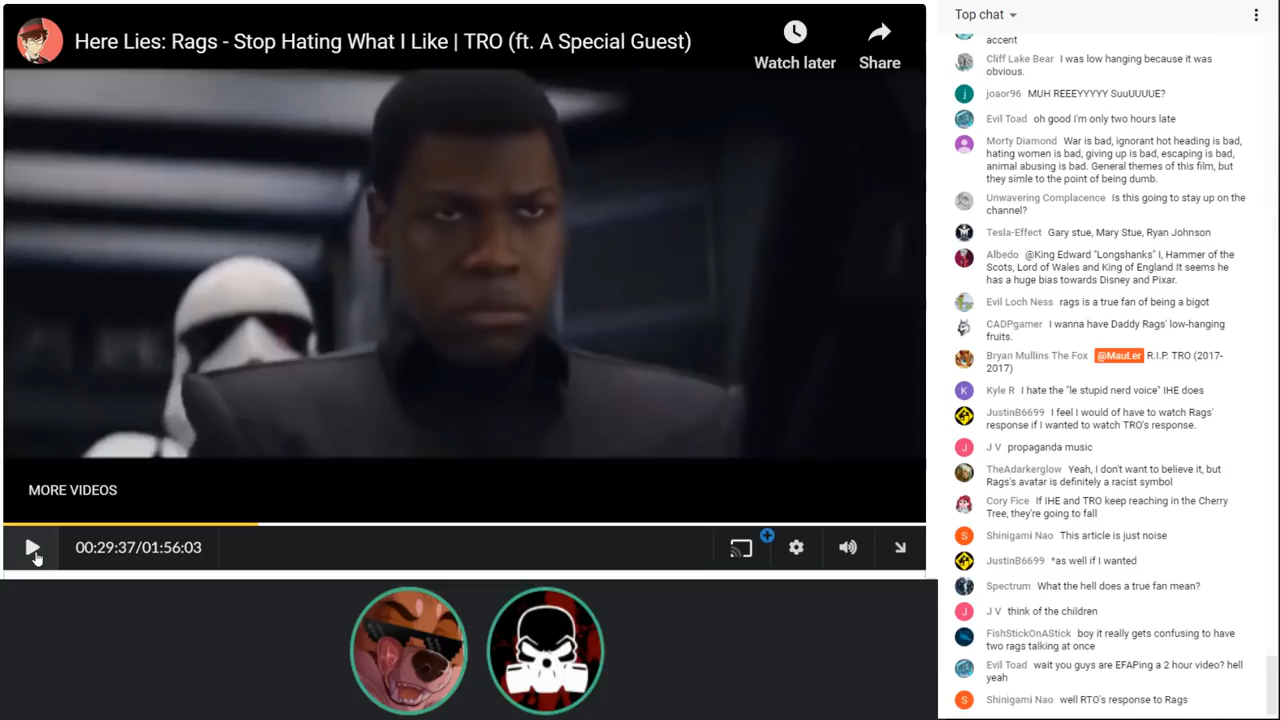 Here Lies: Rags - Stop Hating What I Like | TRO (ft. A Special Guest)
Watch later
Share
MORE VIDEOS
00:29:37/01:56:03
Top chat
accent
Cliff Lake Bear I was low hanging because it was
obvious.
j
joaor96 MUH REEEYYYYY SuuUUUUE?
Evil Toad oh good I'm only two hours late
Morty Diamond War is bad, ignorant hot heading is bad,
hating women is bad, giving up is bad, escaping is bad,
animal abusing is bad. General themes of this film, but
they simle to the point of being dumb.
Unwavering Complacence Is this going to stay up on the
channel?
Tesla-Effect Gary stue, Mary Stue, Ryan Johnson
Albedo @King Edward "Longshanks" I, Hammer of the
Scots, Lord of Wales and King of England It seems he
has a huge bias towards Disney and Pixar.
Evil Loch Ness rags is a true fan of being a bigot
CADPgamer I wanna have Daddy Rags' low-hanging
fruits.
Bryan Mullins The Fox @MauLer R.I.P. TRO (2017-
2017)
K
Kyle R I hate the "le stupid nerd voice" IHE does
JustinB6699 I feel I would of have to watch Rags'
response if I wanted to watch TRO's response.
J
J V propaganda music
TheAdarkerglow Yeah, I don't want to believe it, but
Rags's avatar is definitely a racist symbol
Cory Fice If IHE and TRO keep reaching in the Cherry
Tree, they're going to fall
S
Shinigami Nao This article is just noise
JustinB6699 *as well if I wanted
Spectrum What the hell does a true fan mean?
J
J V think of the children
FishStickOnAStick boy it really gets confusing to have
two rags talking at once
Evil Toad wait you guys are EFAPing a 2 hour video? hell
yeah
S
Shinigami Nao well RTO's response to Rags